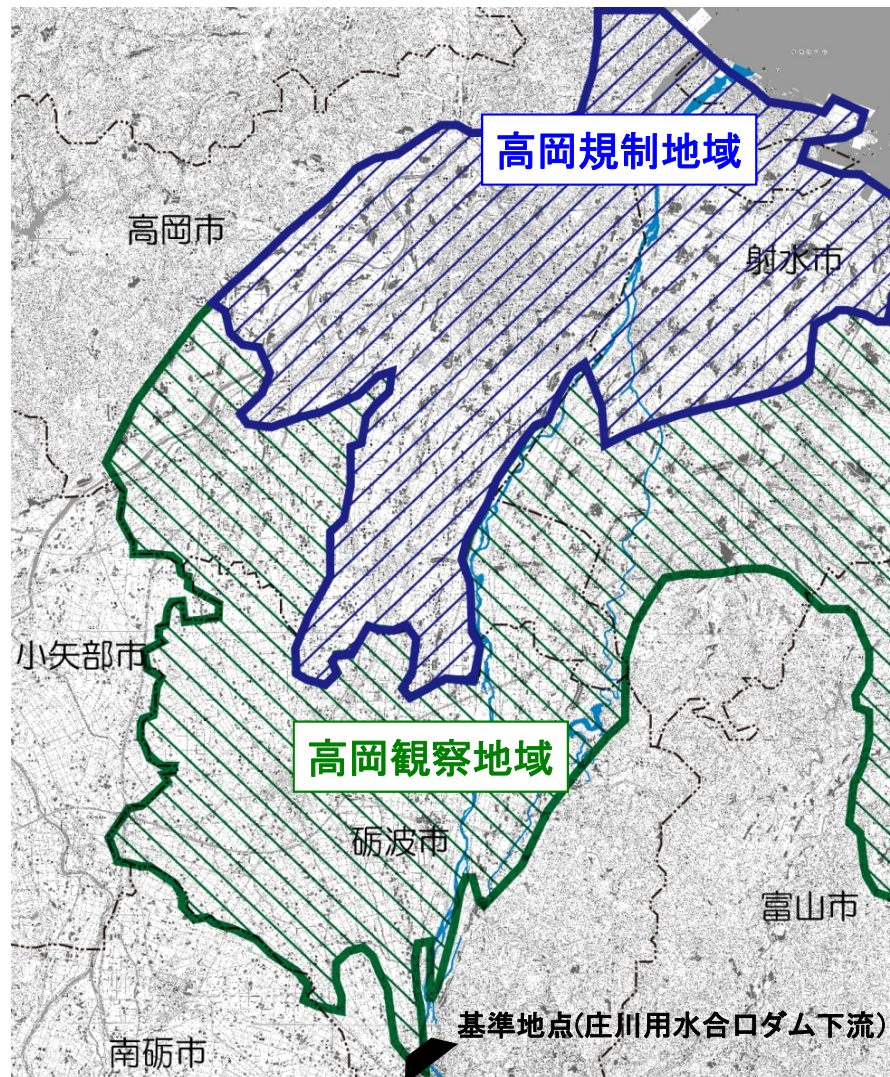 高岡規制地域
高岡市
射水市
小矢部市
高岡観察地域
砺波市
富山市
基準地点(庄川用水合口ダム下流)
南砺市